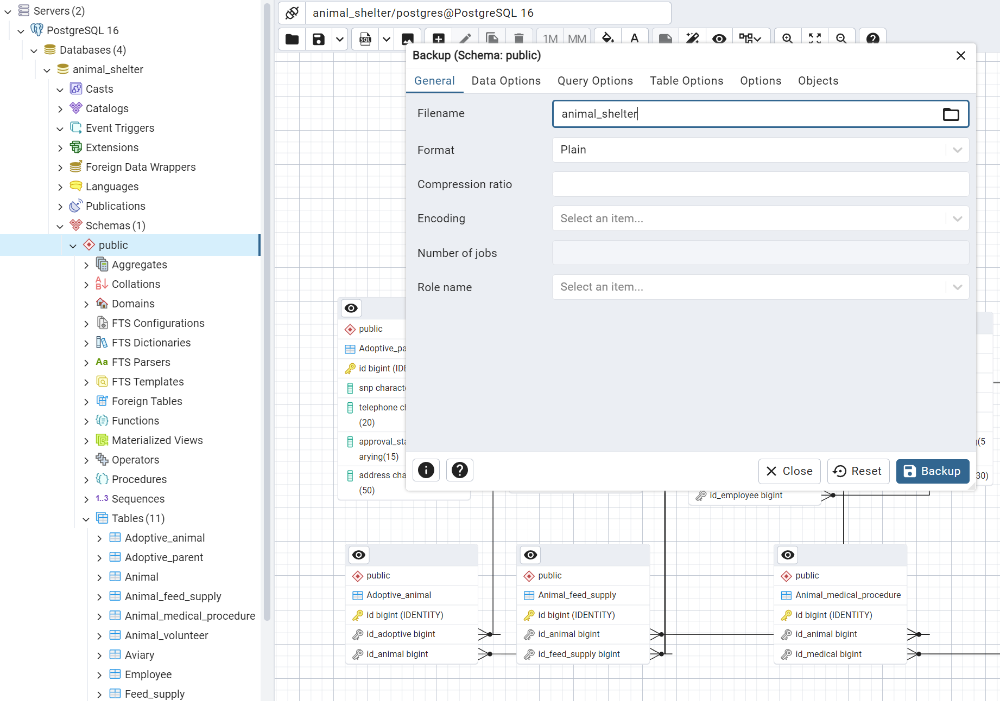 Servers (2)
PostgreSQL 16
Databases (4)
animal_shelter
Casts
Catalogs
Event Triggers
Extensions
Foreign Data Wrappers
Languages
Publications
Schemas (1)
public
Aggregates
Collations
Domains
FTS Configurations
FTS Dictionaries
Aa FTS Parsers
FTS Templates
Foreign Tables
Functions
Materialized Views
Operators
Procedures
1..3 Sequences
Tables (11)
Adoptive_animal
Adoptive_parent
Animal
Animal_feed_supply
Animal_medical_procedure
Animal_volunteer
Aviary
Employee
Feed_supply
animal_shelter/postgres@PostgreSQL 16
SQL 1M MM A
Backup (Schema: public)
General Data Options Query Options Table Options Options Objects
Filename animal_shelter
Format Plain
Compression ratio
Encoding Select an item...
Number of jobs
Role name Select an item...
Close Reset Backup
public
Adoptive_pa
id bigint (IDE
snp characte
telephone c
(20)
approval_sta
arying(15)
address cha
(50)
(5
30)
id_employee bigint
public
Adoptive_animal
id bigint (IDENTITY)
id_adoptive bigint
id_animal bigint
public
Animal_feed_supply
id bigint (IDENTITY)
id_animal bigint
id_feed_supply bigint
public
Animal_medical_procedure
id bigint (IDENTITY)
id_animal bigint
id_medical bigint